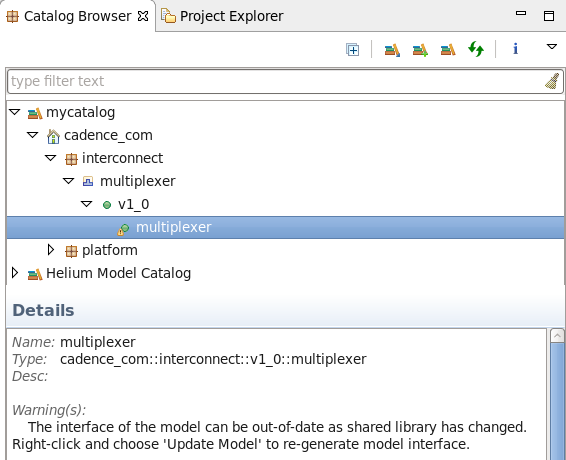 Catalog Browser Project Explorer
type filter text
mycatalog
cadence_com
interconnect
multiplexer
v1_0
multiplexer
platform
Helium Model Catalog
Details
Name: multiplexer
Type: cadence_com::interconnect::v1_0::multiplexer
Desc:
Warning(s):
The interface of the model can be out-of-date as shared library has changed.
Right-click and choose 'Update Model' to re-generate model interface.